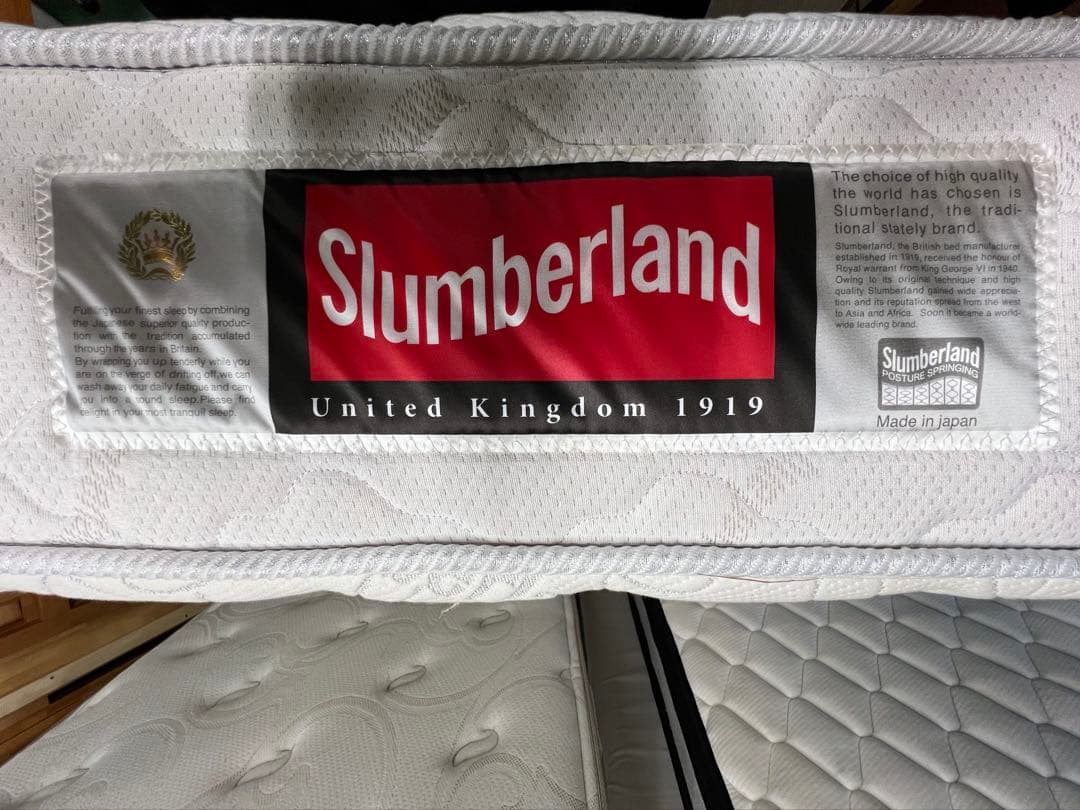 Fulfilling your finest sleep by combining
the Japanese superior quality produc-
tion with the tradition accumulated
through the years in Britain.
By wrapping you up tenderly while you
are on the verge of drifting off,we can
wash away your daily fatigue and carry
you into a sound sleep.Please find
delight in your most tranquil sleep.
Slumberland
United Kingdom 1919
The choice of high quality
the world has chosen is
Slumberland, the tradi-
tional stately brand.
Slumberland, the British bed manufacturer
established in 1919, received the honour of
Royal warrant from King George VI in 1940.
Owing to its original technique and high
quality Slumberland gained wide apprecia-
tion and its reputation spread from the west
to Asia and Africa. Soon it became a world-
wide leading brand.
Slumberland
POSTURE SPRINGING
Made in japan